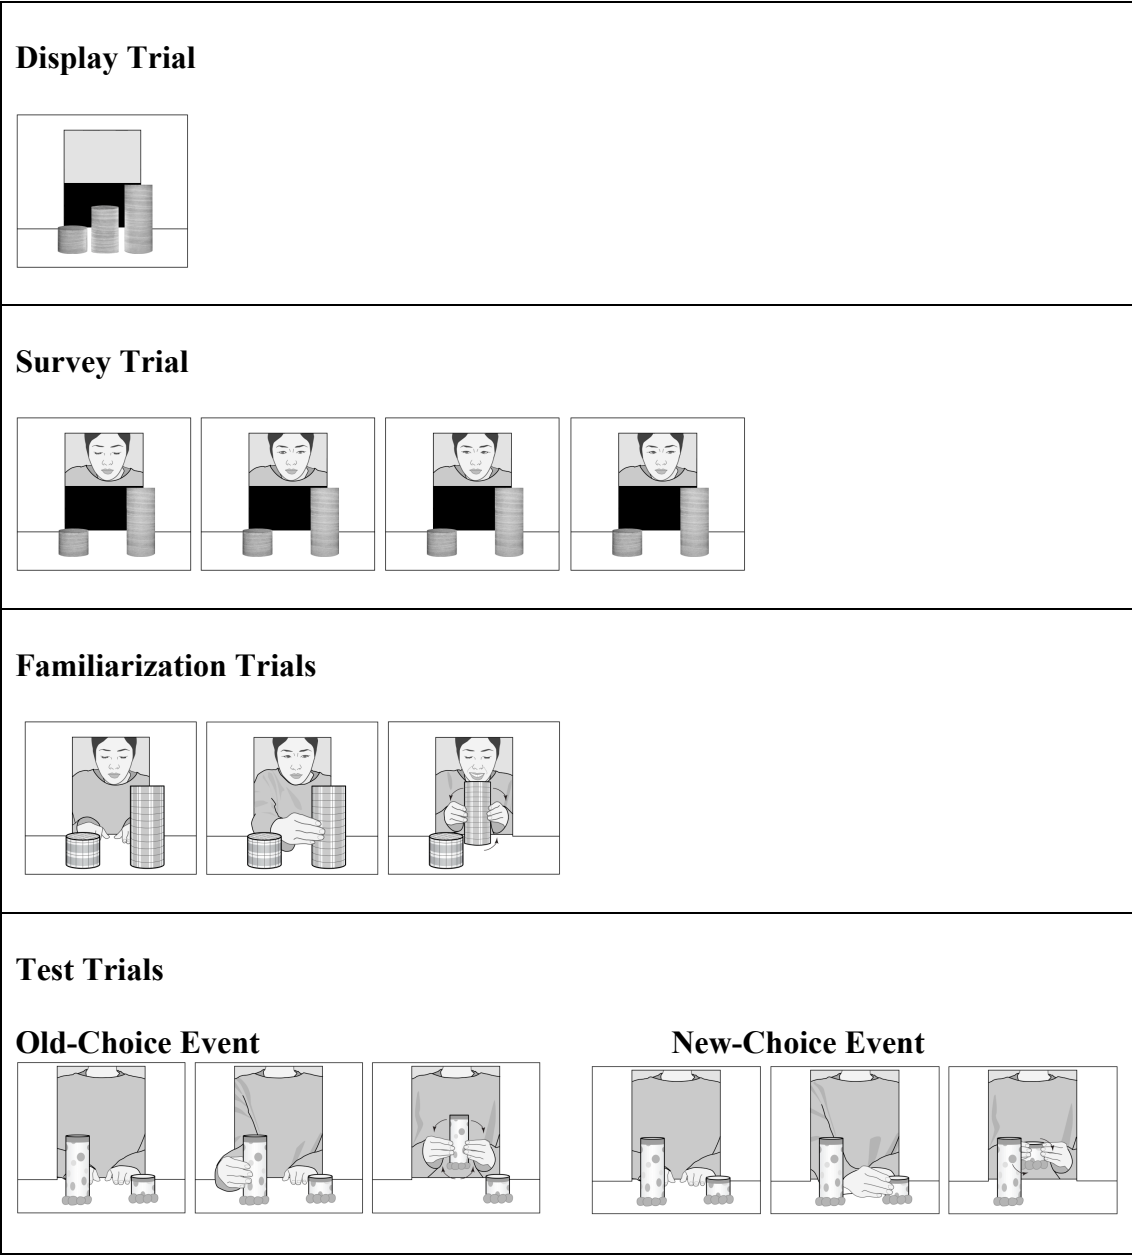 Display Trial
Survey Trial
Familiarization Trials
Test Trials
Old-Choice Event
New-Choice Event